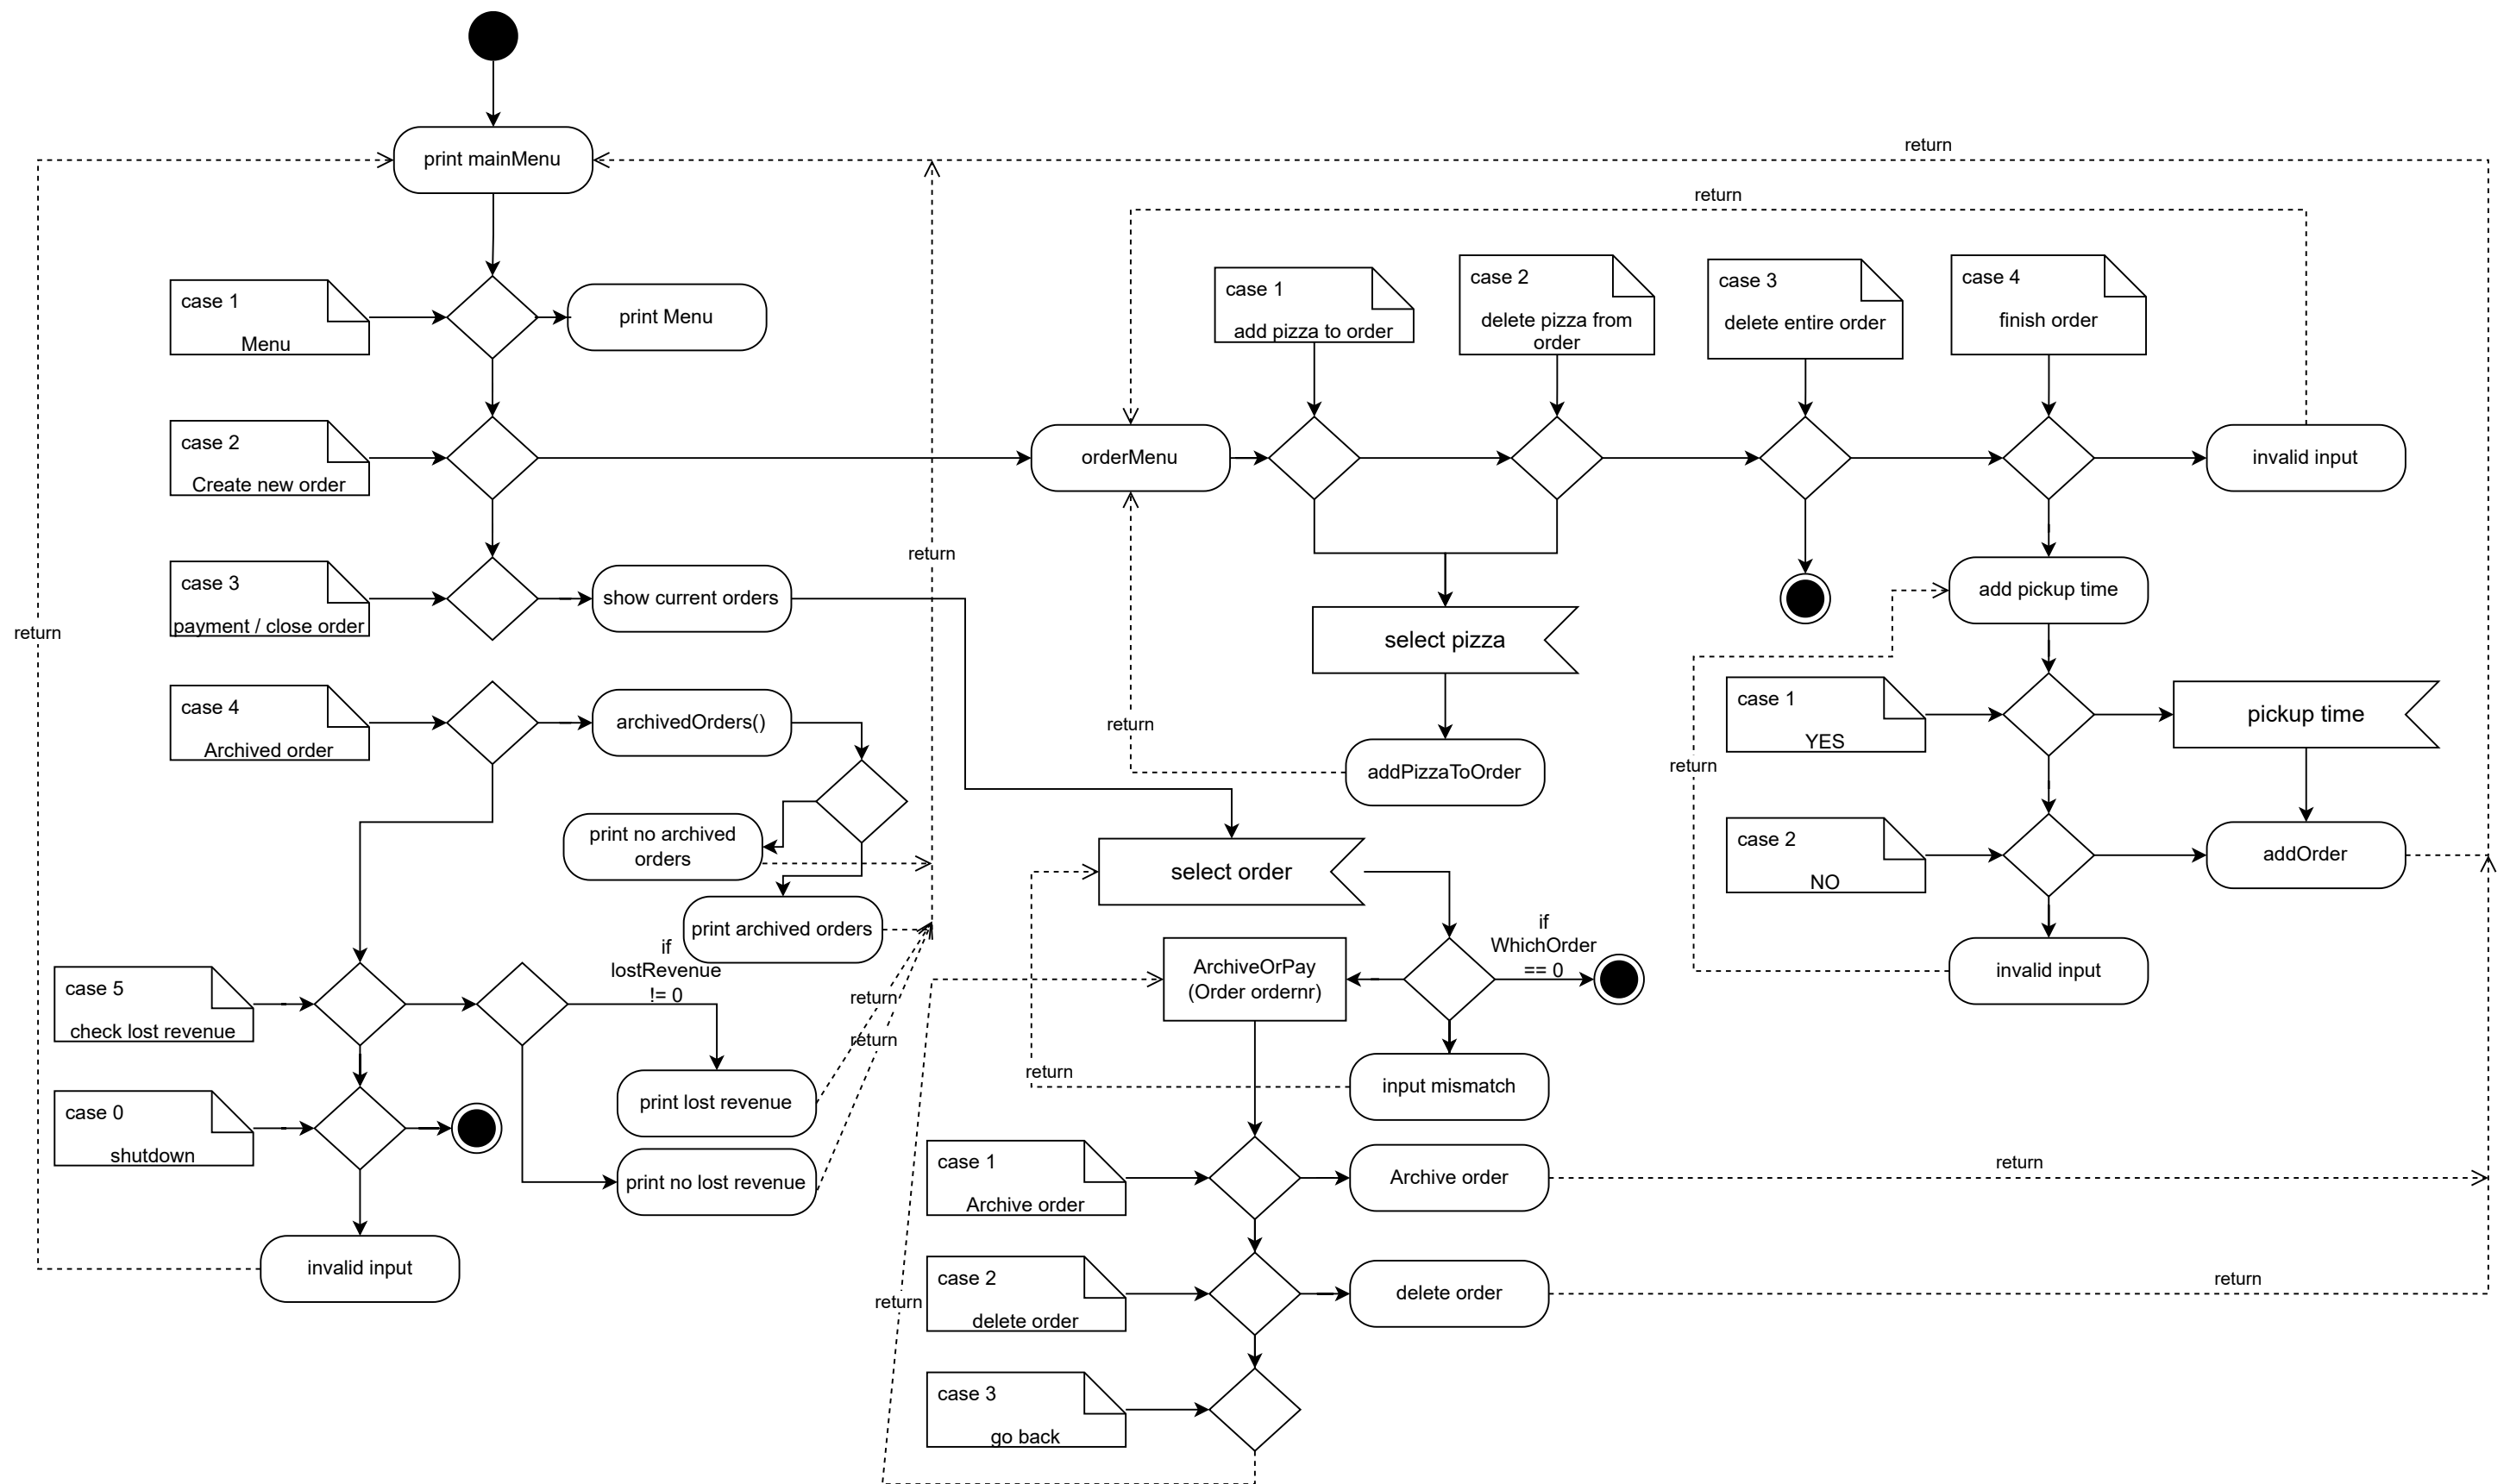 print mainMenu
return
return
case 1
Menu
print Menu
case 1
add pizza to order
case 2
delete pizza from
order
case 3
delete entire order
case 4
finish order
case 2
Create new order
orderMenu
invalid input
return
case 3
payment / close order
show current orders
return
select pizza
add pickup time
case 4
Archived order
archivedOrders()
return
addPizzaToOrder
return
case 1
YES
pickup time
print no archived
orders
select order
case 2
NO
addOrder
print archived orders
if
WhichOrder
== 0
if
lostRevenue
!= 0
ArchiveOrPay
(Order ordernr)
invalid input
case 5
check lost revenue
return
return
return
input mismatch
print lost revenue
case 0
shutdown
print no lost revenue
case 1
Archive order
Archive order
return
invalid input
return
case 2
delete order
delete order
return
case 3
go back